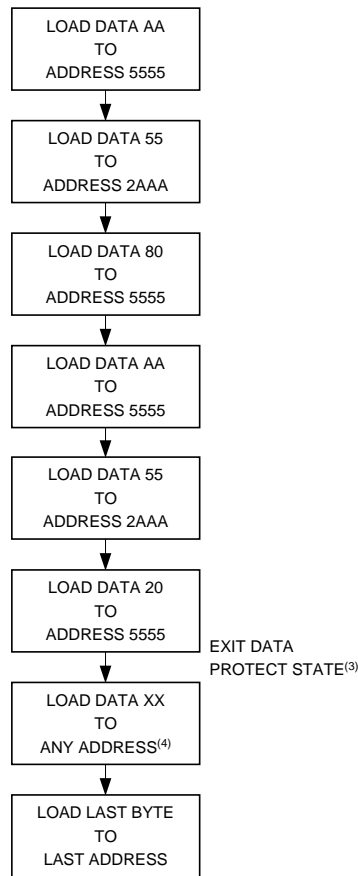 LOAD DATA AA
TO
ADDRESS 5555
LOAD DATA 55
TO
ADDRESS 2AAA
LOAD DATA 80
TO
ADDRESS 5555
LOAD DATA AA
TO
ADDRESS 5555
LOAD DATA 55
TO
ADDRESS 2AAA
LOAD DATA 20
TO
ADDRESS 5555
EXIT DATA
PROTECT STATE(3)
LOAD DATA XX
TO
ANY ADDRESS(4)
LOAD LAST BYTE
TO
LAST ADDRESS